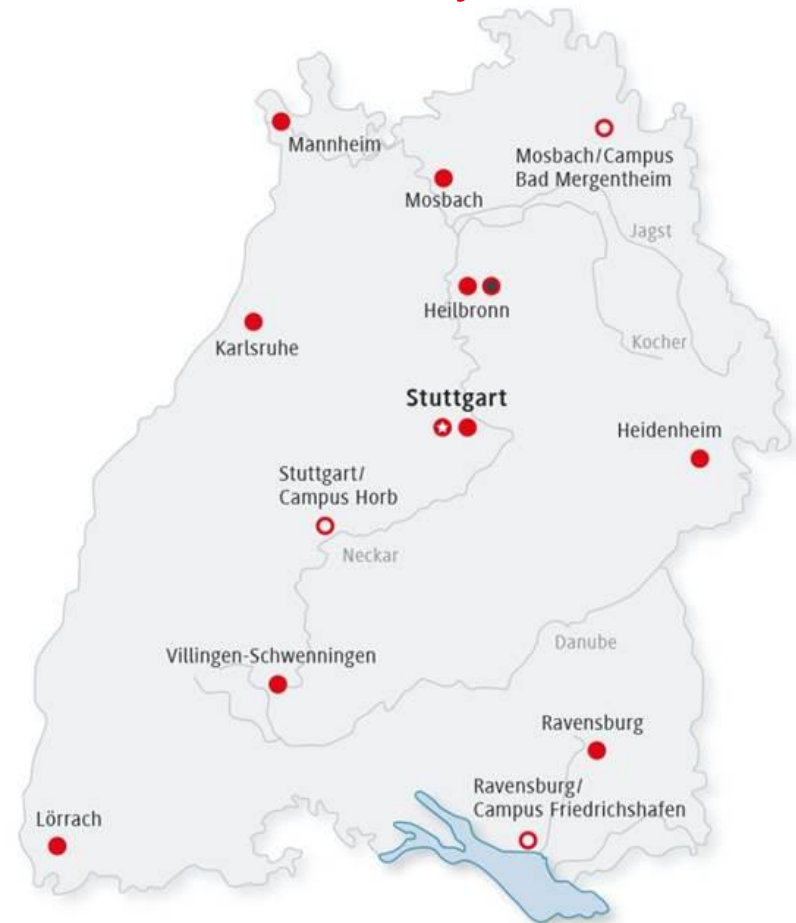 Mannheim
Mosbach/Campus
Bad Mergentheim
Mosbach
Jagst
Heilbronn
Kocher
Karlsruhe
Stuttgart
Heidenheim
Stuttgart/
Campus Horb
Neckar
Danube
Villingen-Schwenningen
Ravensburg
Ravensburg/
Campus Friedrichshafen
Lörrach